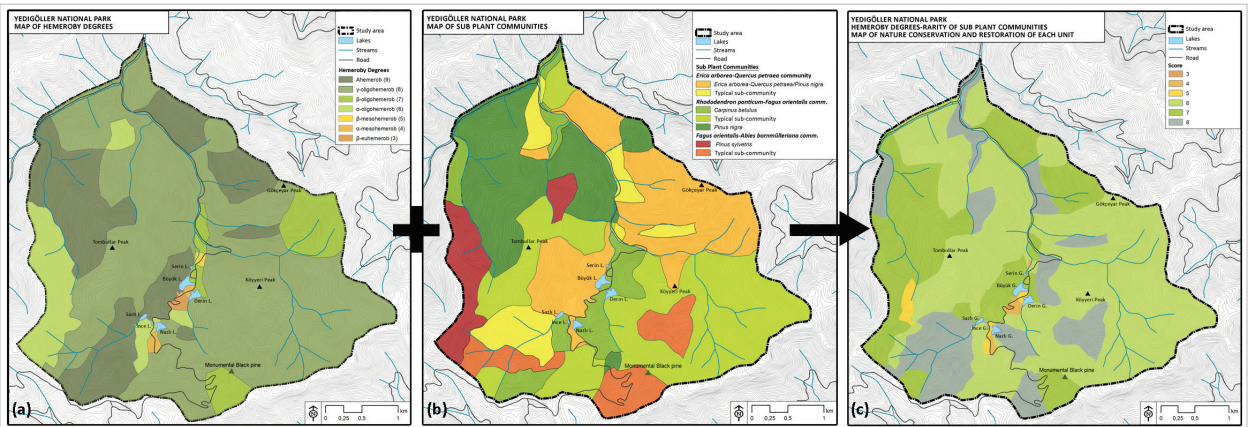 YEDIGÖLLER NATIONAL PARK
MAP OF HEMEROBY DEGREES
Study area
Lakes
Streams
Road
Hemeroby Degrees
Ahemerob (9)
γ-oligohemerob (8)
β-oligohemerob (7)
α-oligohemerob (6)
β-mesohemerob (5)
α-mesohemerob (4)
β-euhemerob (3)
Gökçeyar Peak
Tombullar Peak
Serin L.
Büyük L.
Derin L.
Köyyeri Peak
Sazlı L.
İnce L.
Nazlı L.
Monumental Black pine
(a)
N
0 0,25 0,5 1
km
YEDIGÖLLER NATIONAL PARK
MAP OF SUB PLANT COMMUNITIES
Study area
Lakes
Streams
Road
Sub Plant Communities
Erica arborea-Quercus petraea community
Erica arborea-Quercus petraea/Pinus nigra
Typical sub-community
Rhododendron ponticum-Fagus orientalis comm.
Carpinus betulus
Typical sub-community
Pinus nigra
Fagus orientalis-Abies bornmülleriana comm.
Pinus sylvetris
Typical sub-community
Gökçeyar Peak
Tombullar Peak
Serin L.
Büyük L.
Derin L.
Köyyeri Peak
Sazlı L.
İnce L.
Nazlı L.
Monumental Black pine
(b)
N
0 0,25 0,5 1
km
YEDIGÖLLER NATIONAL PARK
HEMEROBY DEGREES-RARITY OF SUB PLANT COMMUNITIES
MAP OF NATURE CONSERVATION AND RESTORATION OF EACH UNIT
Study area
Lakes
Streams
Road
Score
3
4
5
6
7
8
Gökçeyar Peak
Tombullar Peak
Serin G.
Büyük G.
Derin G.
Köyyeri Peak
Sazlı G.
İnce G.
Nazlı G.
Monumental Black pine
(c)
N
0 0,25 0,5 1
km